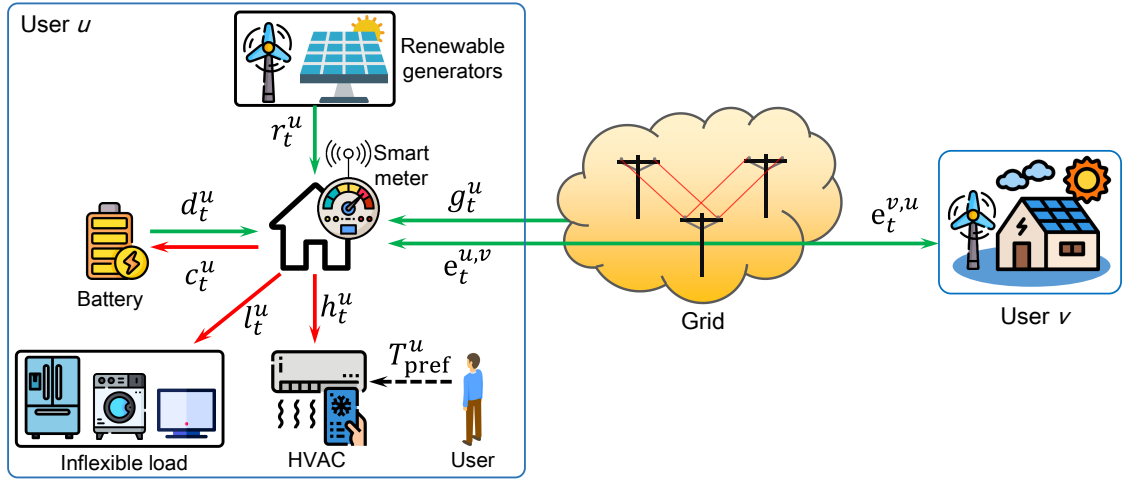 User u
Renewable
generators
r_t^u
Smart
meter
d_t^u
c_t^u
Battery
g_t^u
e_t^{u,v}
e_t^{v,u}
Grid
User v
l_t^u
h_t^u
T_pref^u
Inflexible load
HVAC
User